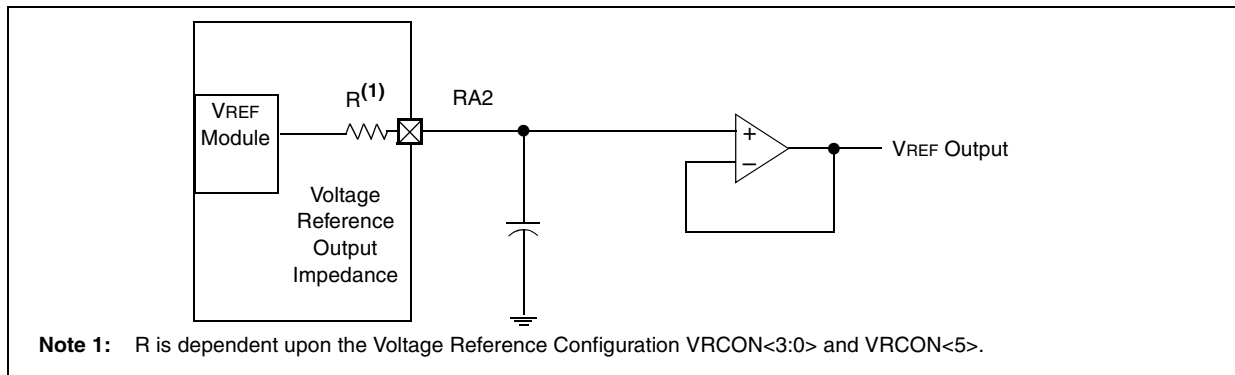 VREF
Module
R(1)
RA2
Voltage
Reference
Output
Impedance
+
–
VREF Output
Note 1: R is dependent upon the Voltage Reference Configuration VRCON<3:0> and VRCON<5>.